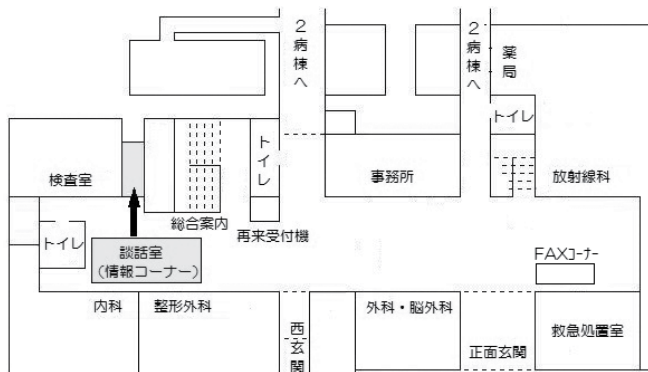 2病棟へ
2病棟へ
薬局
トイレ
検査室
トイレ
事務所
放射線科
総合案内
再来受付機
トイレ
談話室
(情報コーナー)
FAXコーナー
内科
整形外科
西玄関
外科・脳外科
正面玄関
救急処置室